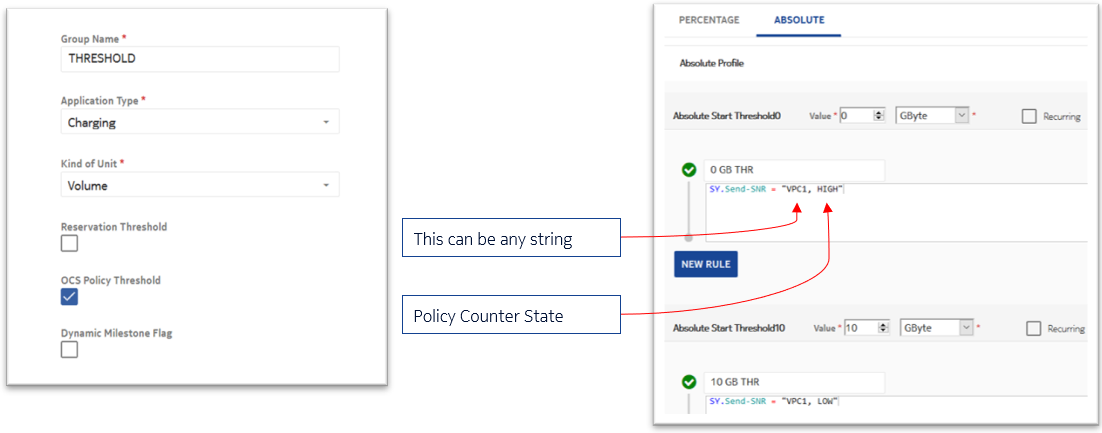 Group Name *
THRESHOLD
Application Type *
Charging
Kind of Unit *
Volume
Reservation Threshold
OCS Policy Threshold
Dynamic Milestone Flag
This can be any string
Policy Counter State
PERCENTAGE ABSOLUTE
Absolute Profile
Absolute Start Threshold0 Value * 0 GByte * Recurring
0 GB THR
SY.Send-SNR = "VPC1, HIGH"
NEW RULE
Absolute Start Threshold10 Value * 10 GByte * Recurring
10 GB THR
SY.Send-SNR = "VPC1, LOW"